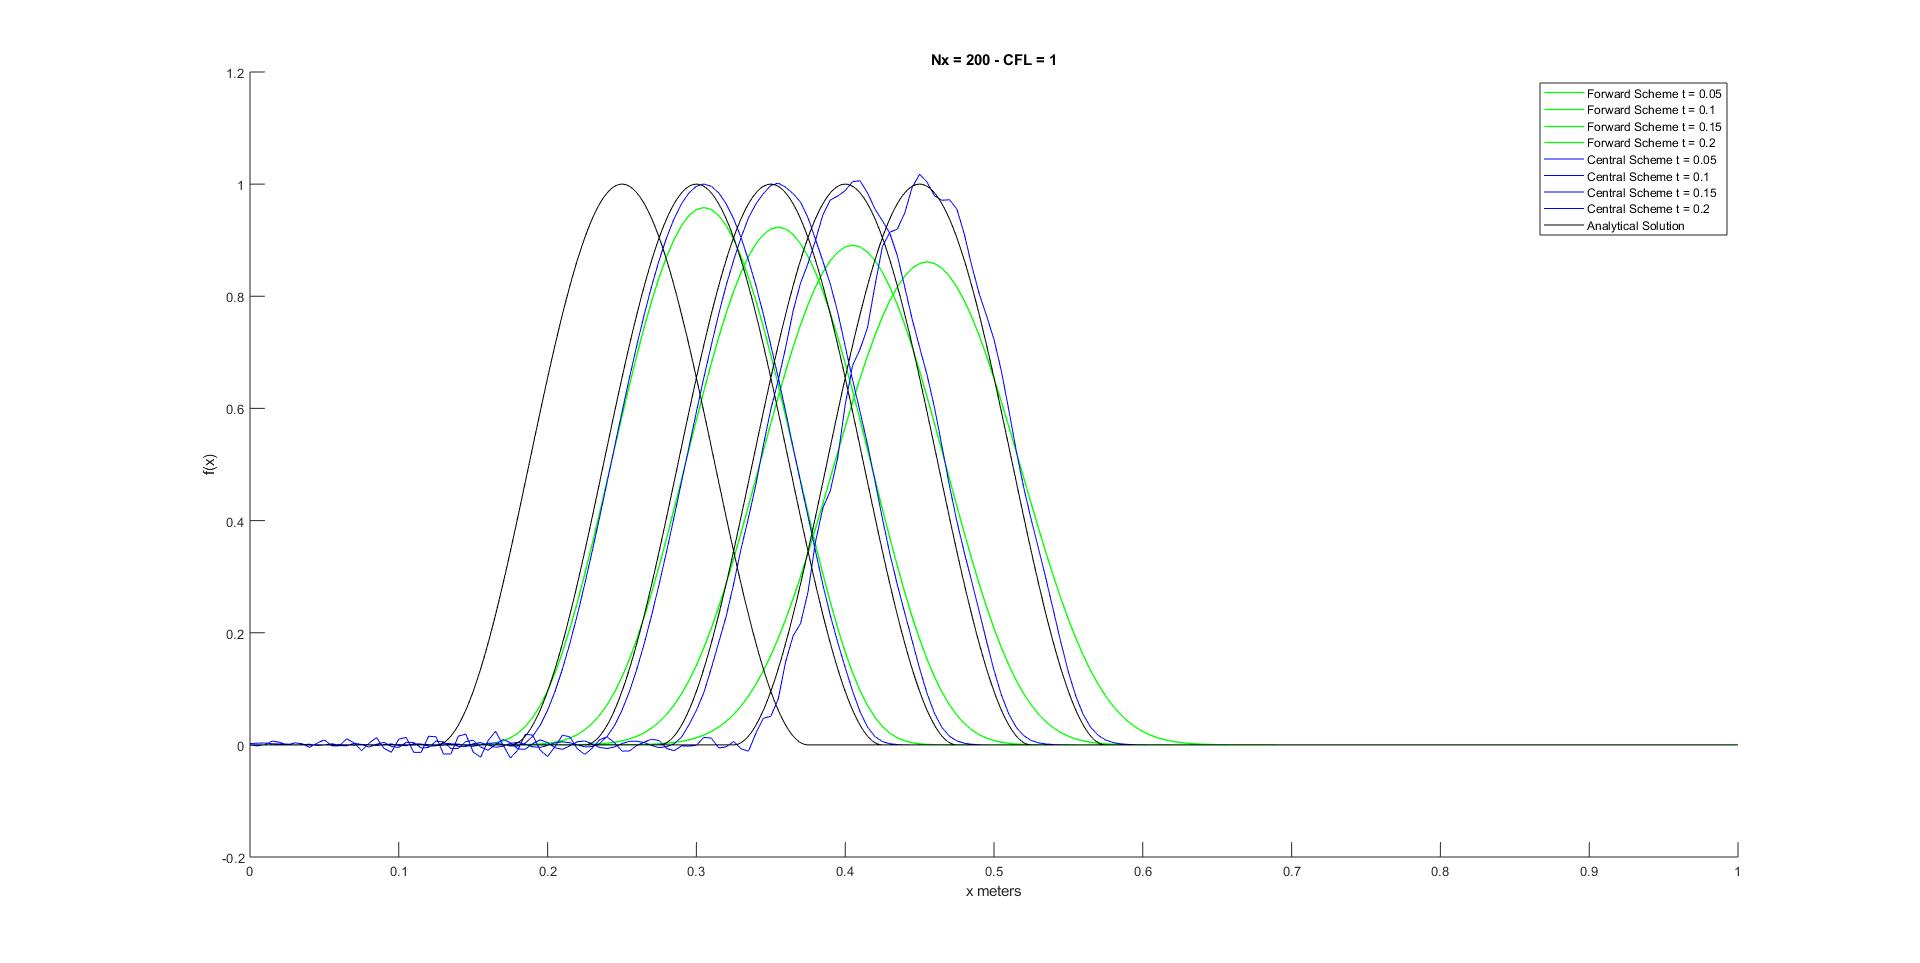 Nx = 200 - CFL = 1
Forward Scheme t = 0.05
Forward Scheme t = 0.1
Forward Scheme t = 0.15
Forward Scheme t = 0.2
Central Scheme t = 0.05
Central Scheme t = 0.1
Central Scheme t = 0.15
Central Scheme t = 0.2
Analytical Solution
1.2
1
0.8
0.6
0.4
0.2
0
-0.2
f(x)
0 0.1 0.2 0.3 0.4 0.5 0.6 0.7 0.8 0.9 1
x meters